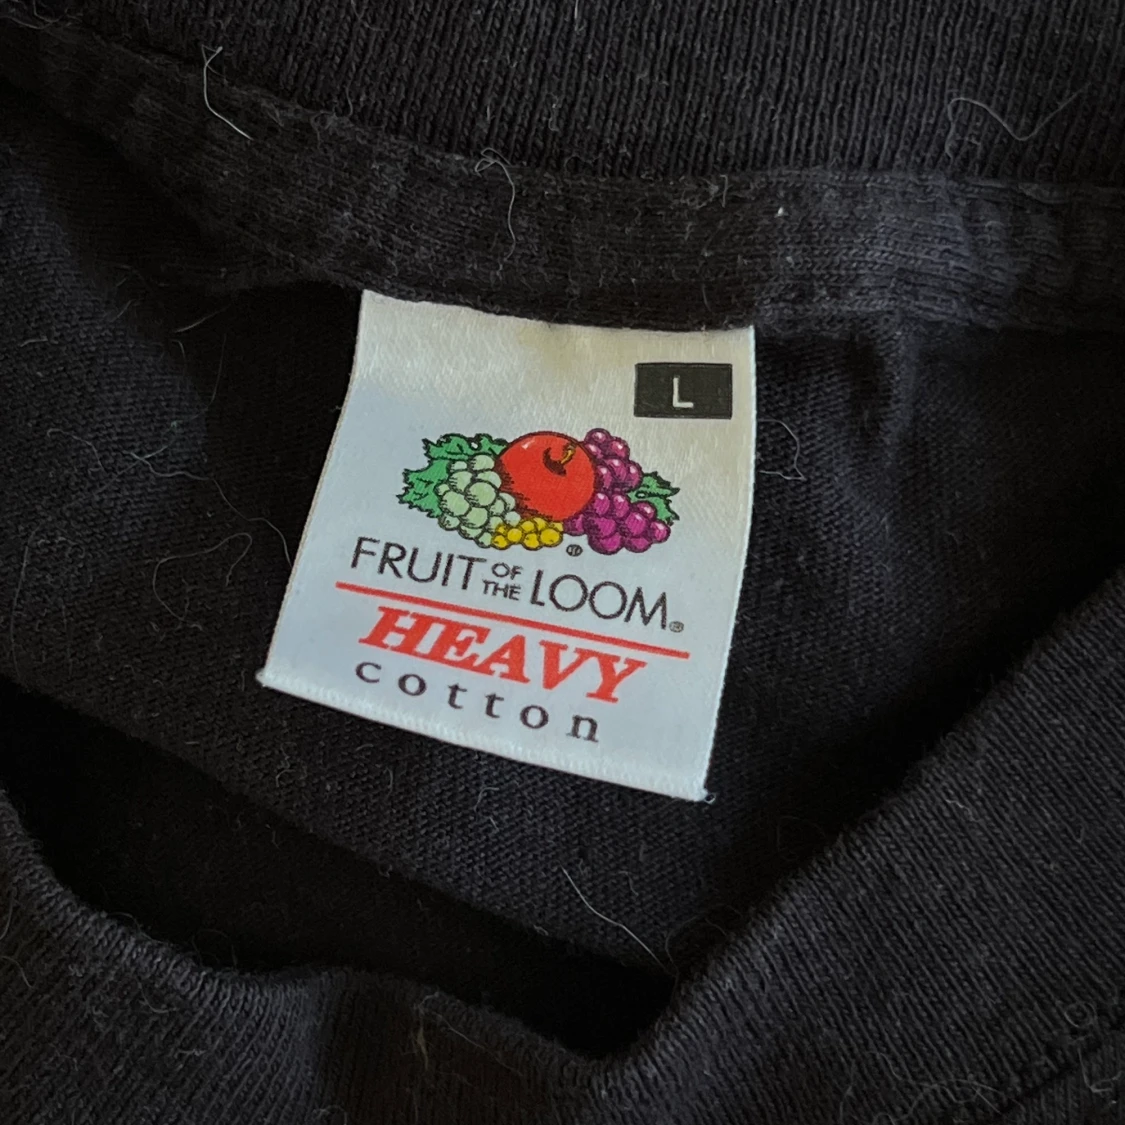 L
FRUIT OF THE LOOM®
HEAVY
cotton